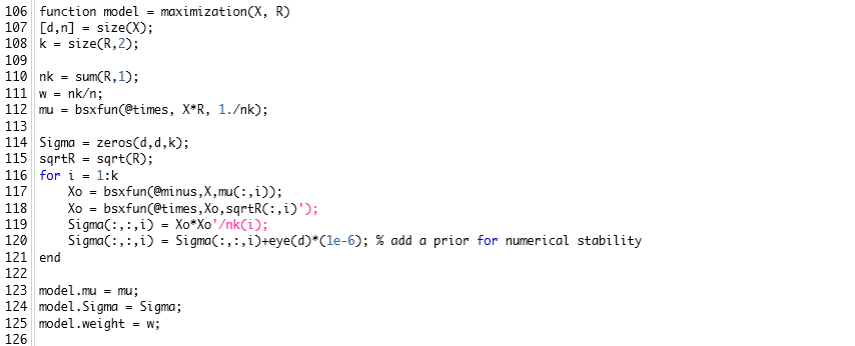 106 function model = maximization(X, R)
107 [d,n] = size(X);
108 k = size(R,2);
109
110 nk = sum(R,1);
111 w = nk/n;
112 mu = bsxfun(@times, X*R, 1./nk);
113
114 Sigma = zeros(d,d,k);
115 sqrtR = sqrt(R);
116 for i = 1:k
117     Xo = bsxfun(@minus,X,mu(:,i));
118     Xo = bsxfun(@times,Xo,sqrtR(:,i)');
119     Sigma(:,:,i) = Xo*Xo'/nk(i);
120     Sigma(:,:,i) = Sigma(:,:,i)+eye(d)*(1e-6); % add a prior for numerical stability
121 end
122
123 model.mu = mu;
124 model.Sigma = Sigma;
125 model.weight = w;
126